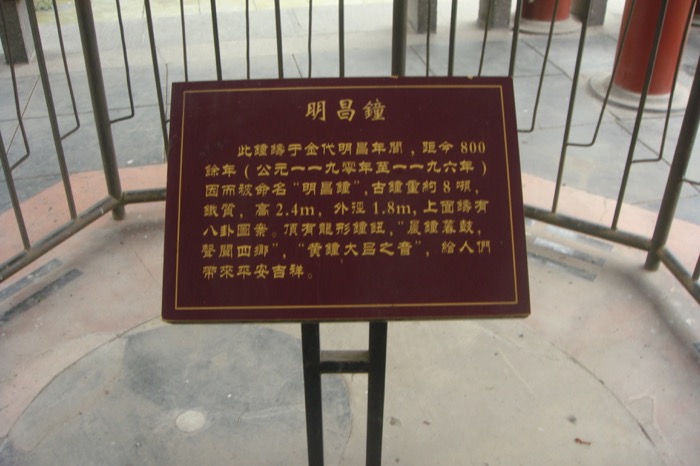 明昌鐘
此鐘鑄于金代明昌年間，距今 800
餘年（公元一一九零年至一一九六年）
因而被命名“明昌鐘”，古鐘重約 8 噸，
鐵質，高 2.4m，外涇 1.8m，上面鑄有
八卦圖案。頂有龍形鐘鈕，“晨鐘暮鼓，
聲聞四鄉”，“黄鐘大吕之音”，給人們
帶來平安吉祥。